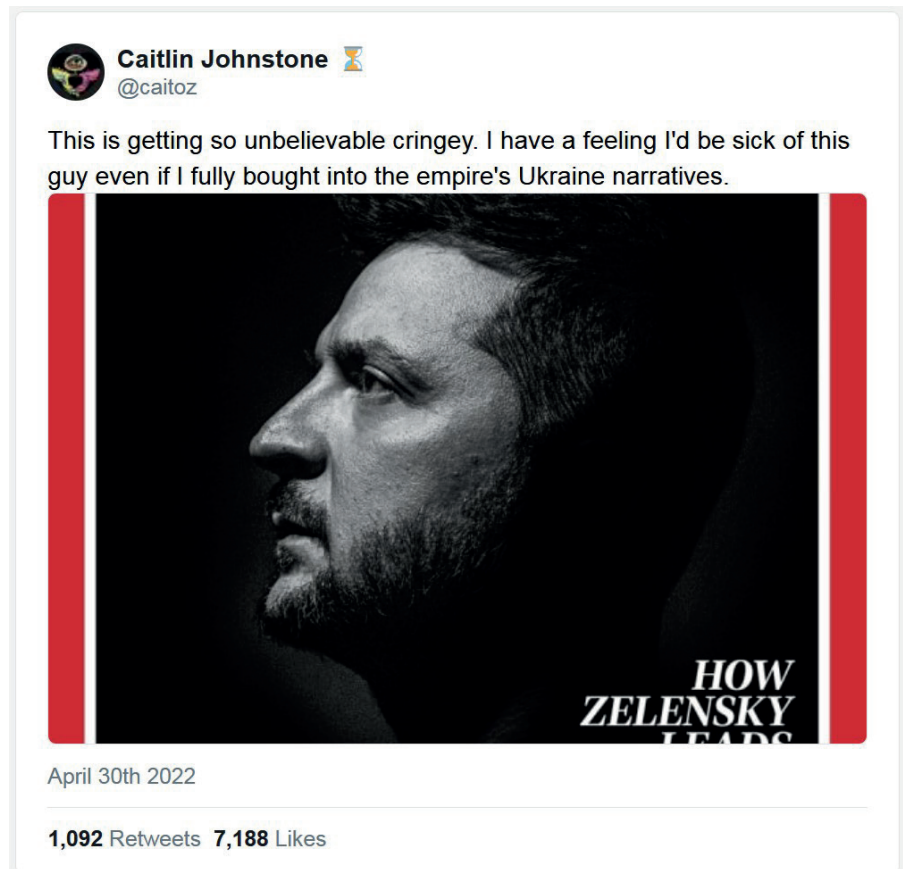 Caitlin Johnstone ⏳
@caitoz
This is getting so unbelievable cringey. I have a feeling I'd be sick of this
guy even if I fully bought into the empire's Ukraine narratives.
HOW
ZELENSKY
LEADS
April 30th 2022
1,092 Retweets 7,188 Likes